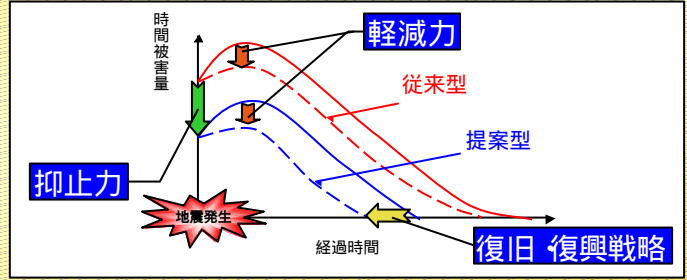 時間被害量
軽減力
従来型
提案型
抑止力
地震発生
経過時間
復旧・復興戦略